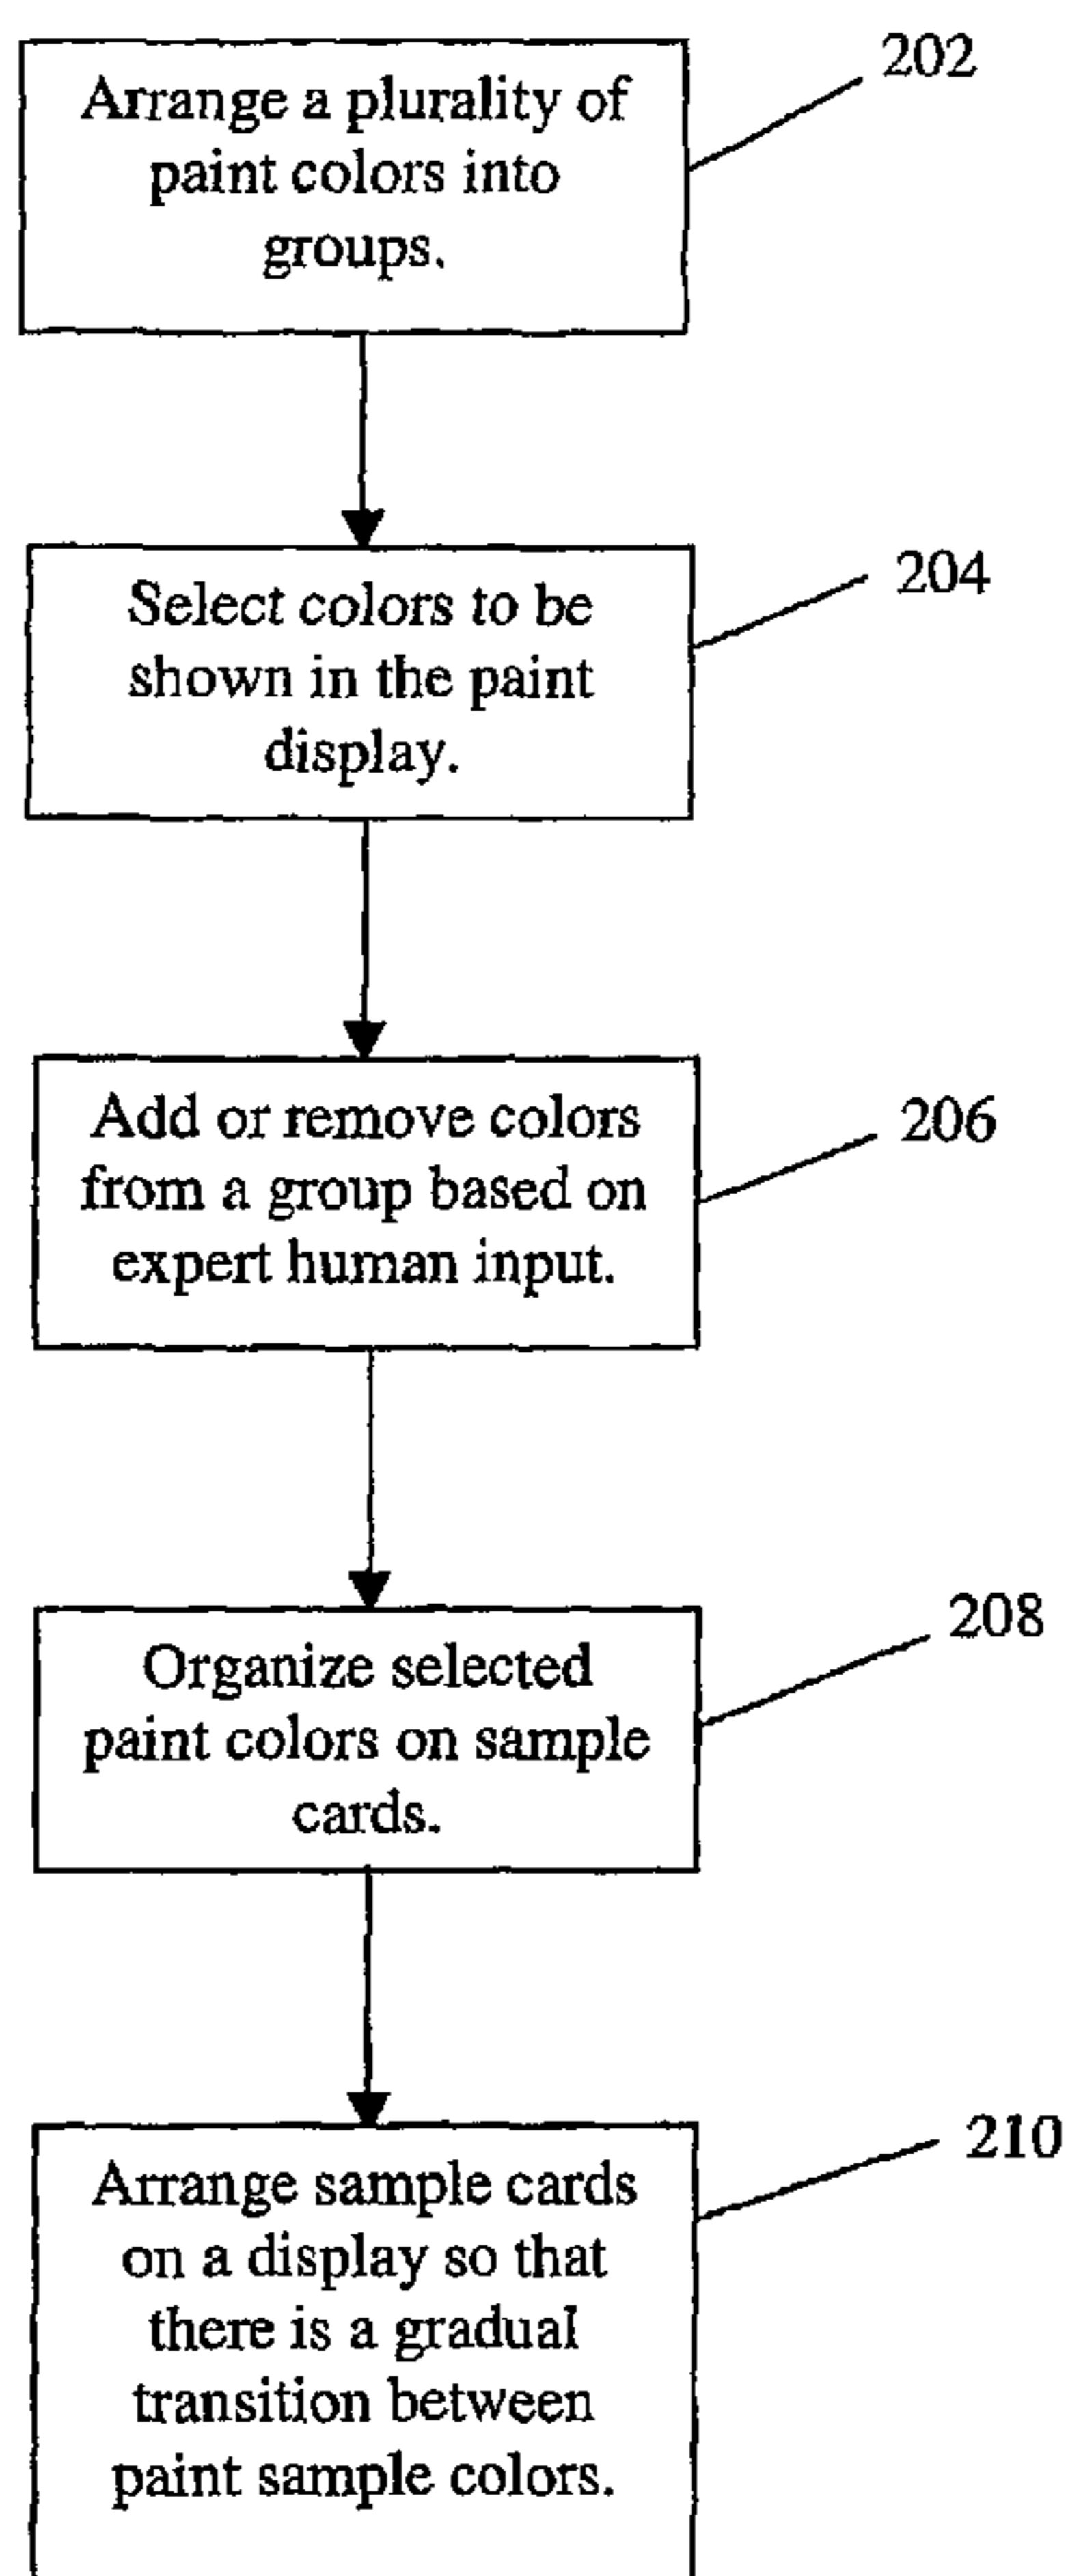 202
Arrange a plurality of
paint colors into
groups.
204
Select colors to be
shown in the paint
display.
206
Add or remove colors
from a group based on
expert human input.
208
Organize selected
paint colors on sample
cards.
210
Arrange sample cards
on a display so that
there is a gradual
transition between
paint sample colors.